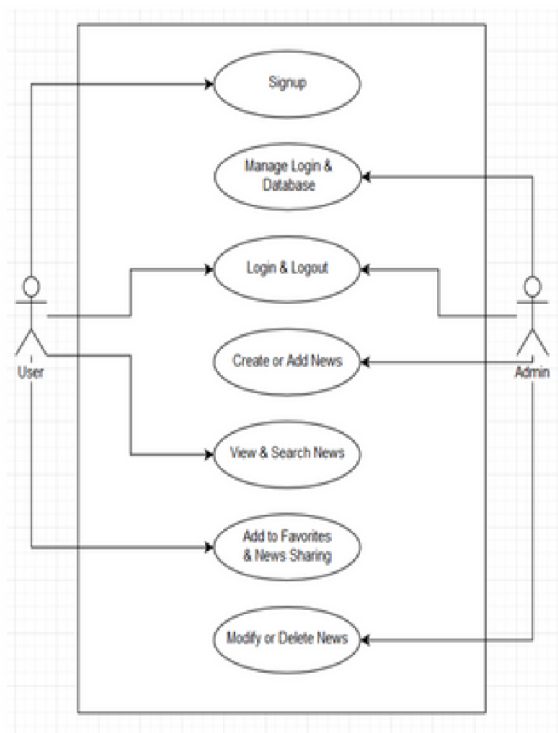 Signup
Manage Login &
Database
Login & Logout
Create or Add News
User
Admin
View & Search News
Add to Favorites
& News Sharing
Modify or Delete News